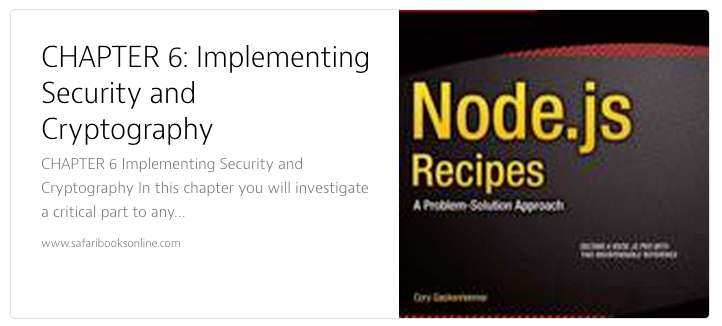 CHAPTER 6: Implementing
Security and
Cryptography
CHAPTER 6 Implementing Security and
Cryptography In this chapter you will investigate
a critical part to any...
www.safaribooksonline.com
Node.js
Recipes
A Problem-Solution Approach
BECOME A NODE.JS PRO WITH
THIS INDISPENSABLE REFERENCE
Cory Gackenheimer